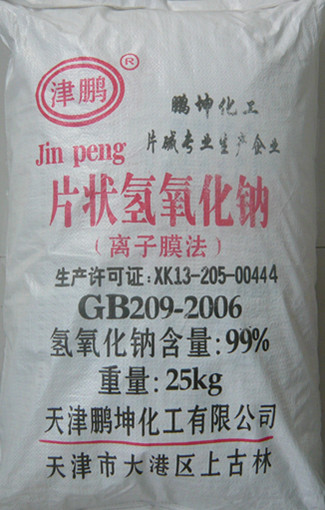 津鹏®
鹏坤化工
Jin peng
片碱专业生产企业
片状氢氧化钠
(离子膜法)
生产许可证:XK13-205-00444
GB209-2006
氢氧化钠含量:99%
重量:25kg
天津鹏坤化工有限公司
天津市大港区上古林